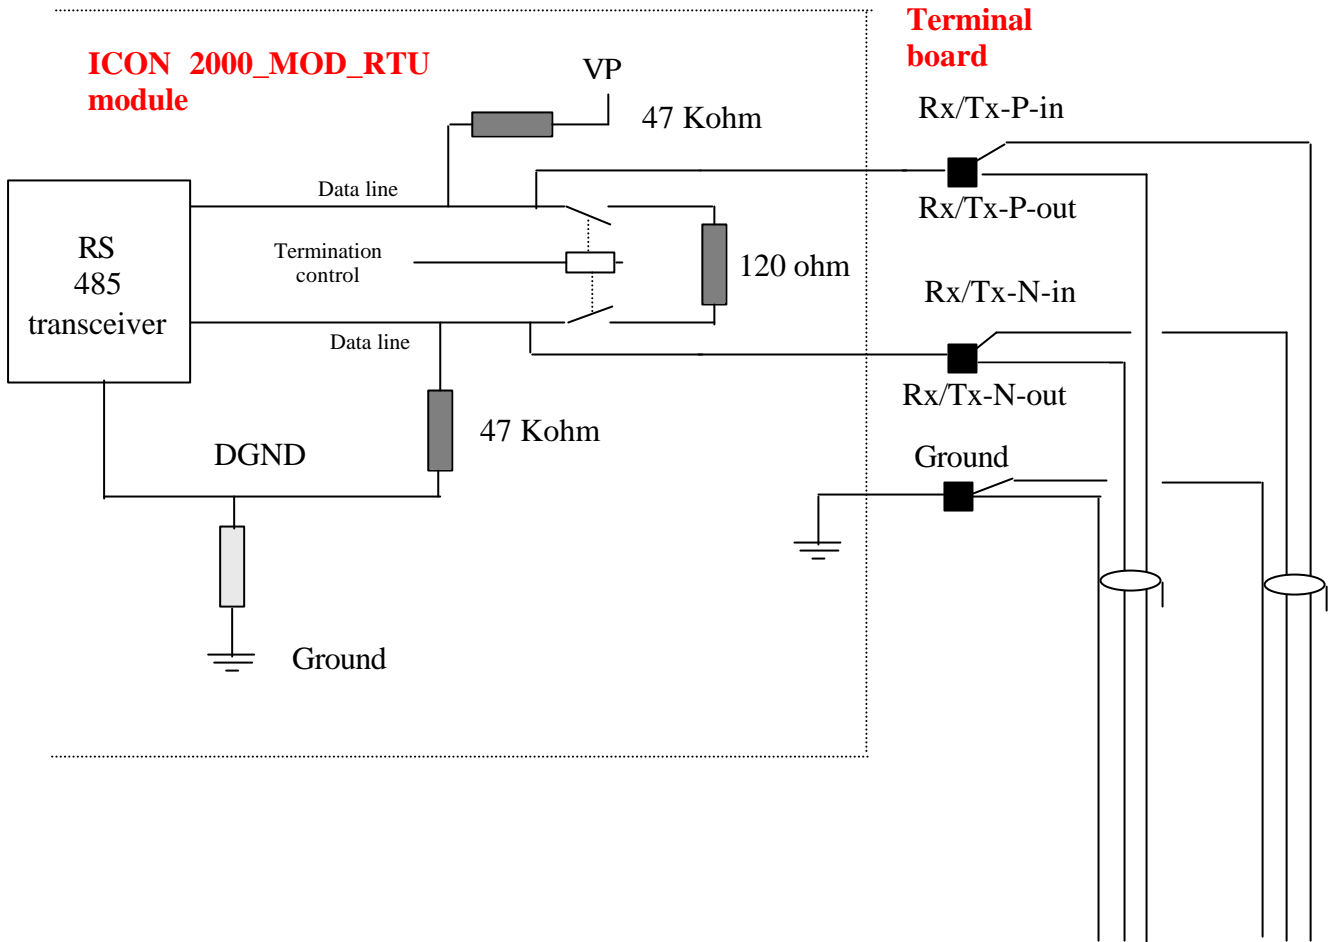 Terminal
board
ICON 2000_MOD_RTU
module
VP
47 Kohm
Rx/Tx-P-in
Data line
Rx/Tx-P-out
RS
485
transceiver
Termination
control
120 ohm
Rx/Tx-N-in
Data line
Rx/Tx-N-out
47 Kohm
DGND
Ground
Ground